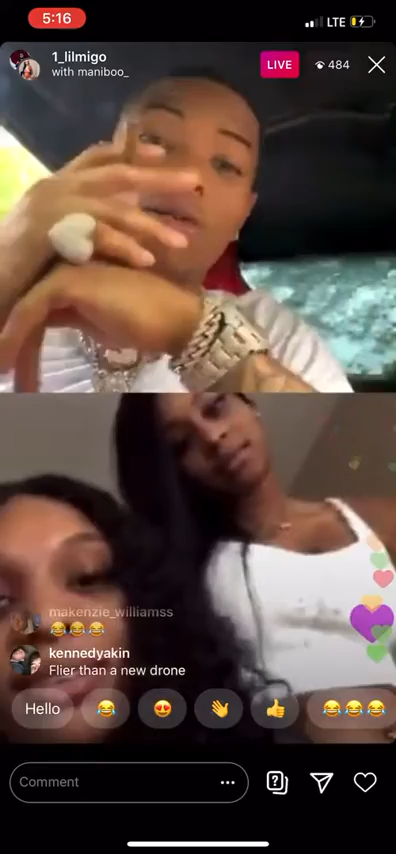 5:16
LTE
1_lilmigo
with maniboo_
LIVE
484
makenzie_williamss
😂😂😂
kennedyakin
Flier than a new drone
Hello 😂 😍 👋 👍 😂😂😂
Comment